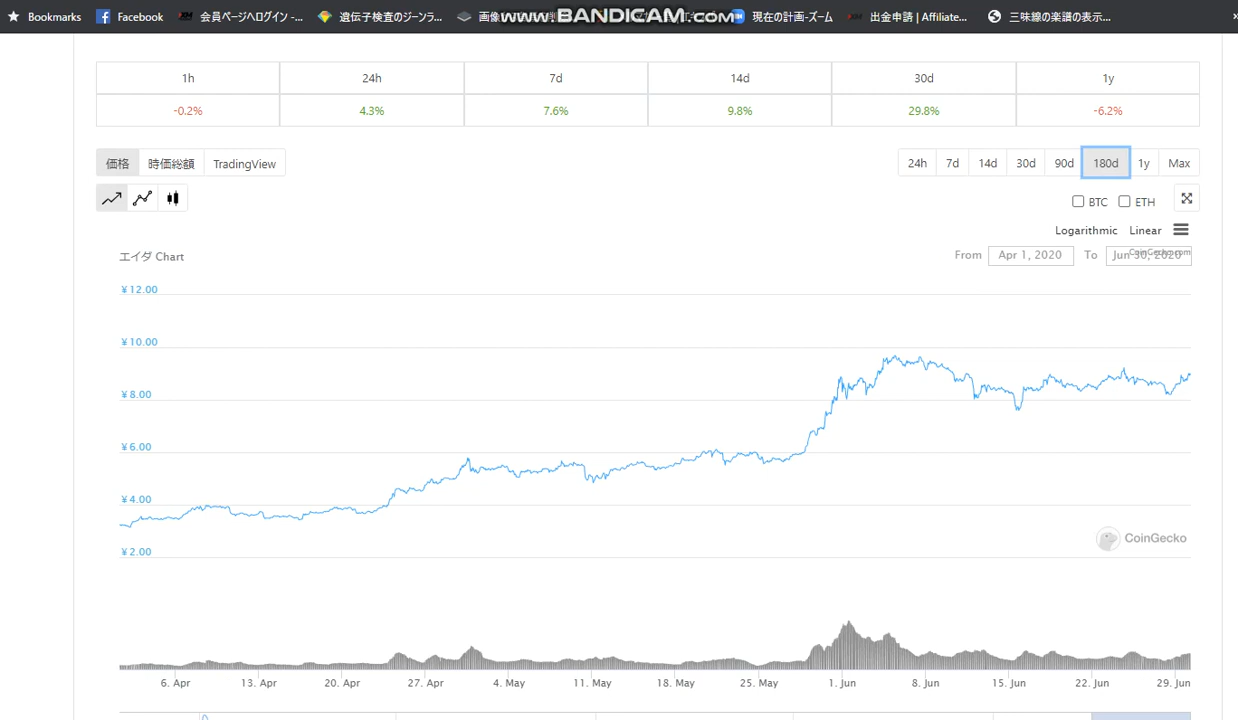 Bookmarks Facebook 会員ページへログイン -... 遺伝子検査のジーンラ... 画像 現在の計画-ズーム 出金申請 | Affiliate... 三味線の楽譜の表示...
www.BANDICAM.com
1h 24h 7d 14d 30d 1y
-0.2% 4.3% 7.6% 9.8% 29.8% -6.2%
価格 時価総額 TradingView 24h 7d 14d 30d 90d 180d 1y Max
BTC ETH
Logarithmic Linear
エイダ Chart From Apr 1, 2020 To Jun 30, 2020
CoinGecko.com
¥12.00
¥10.00
¥8.00
¥6.00
¥4.00
CoinGecko
¥2.00
6. Apr 13. Apr 20. Apr 27. Apr 4. May 11. May 18. May 25. May 1. Jun 8. Jun 15. Jun 22. Jun 29. Jun